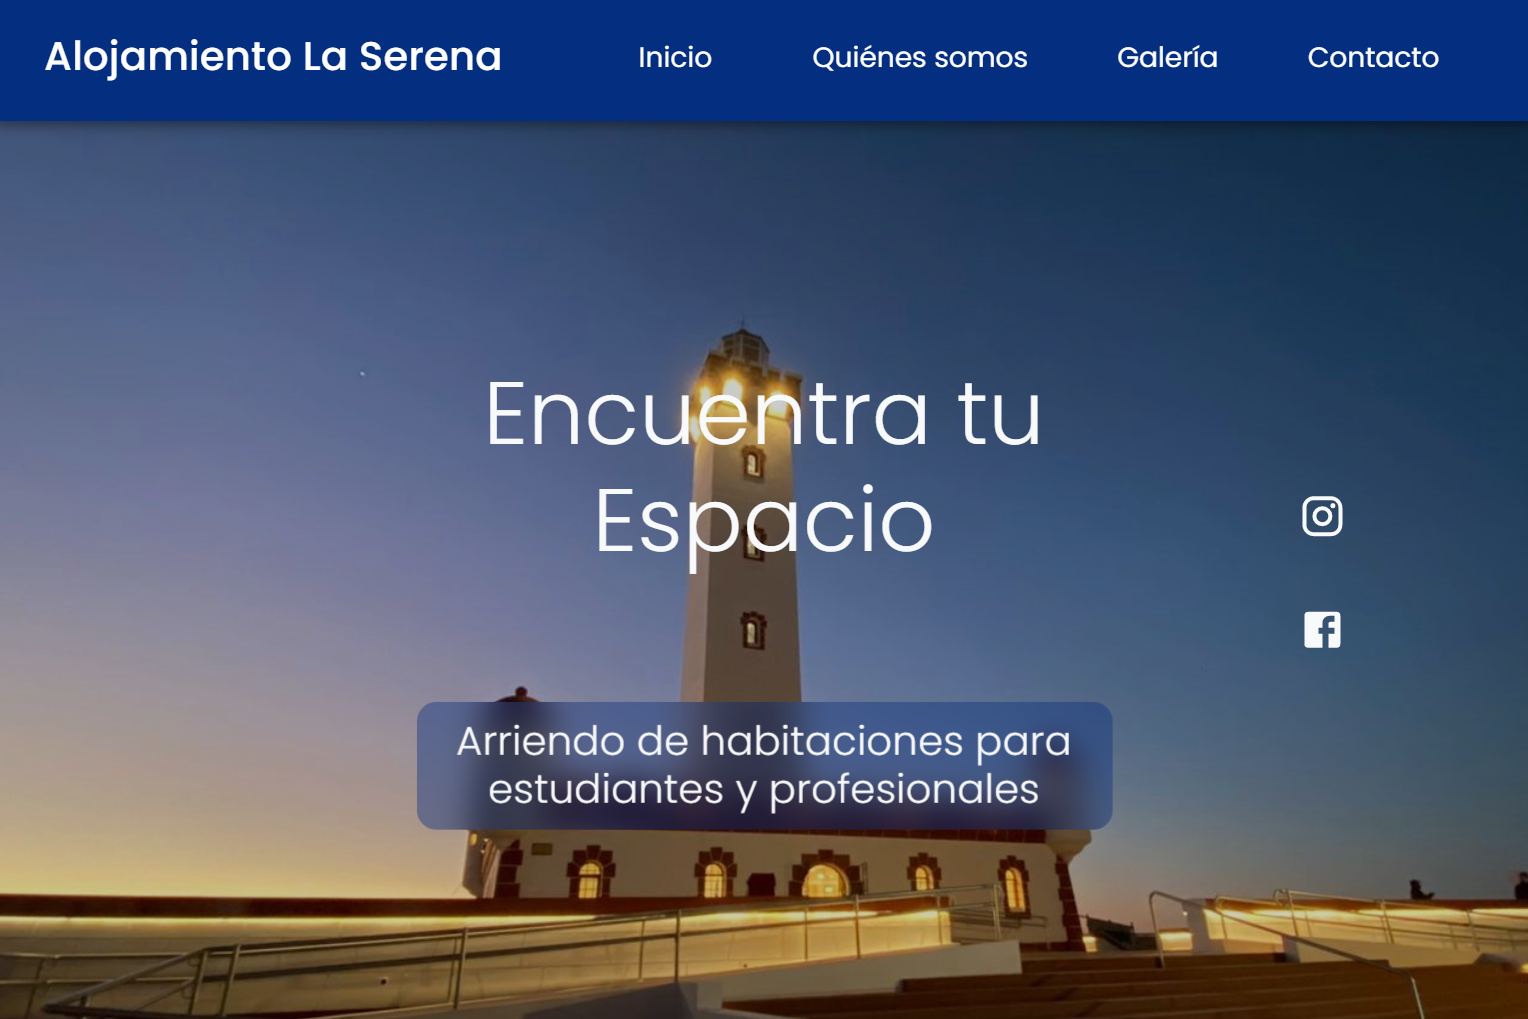 Alojamiento La Serena
Inicio
Quiénes somos
Galería
Contacto
Encuentra tu
Espacio
Arriendo de habitaciones para
estudiantes y profesionales